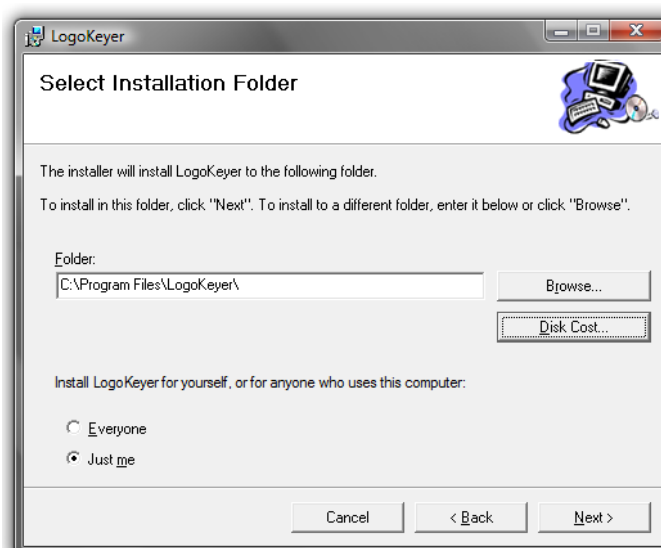 LogoKeyer
Select Installation Folder
The installer will install LogoKeyer to the following folder.
To install in this folder, click "Next". To install to a different folder, enter it below or click "Browse".
Folder:
C:\Program Files\LogoKeyer\
Browse...
Disk Cost...
Install LogoKeyer for yourself, or for anyone who uses this computer:
Everyone
Just me
Cancel
< Back
Next >